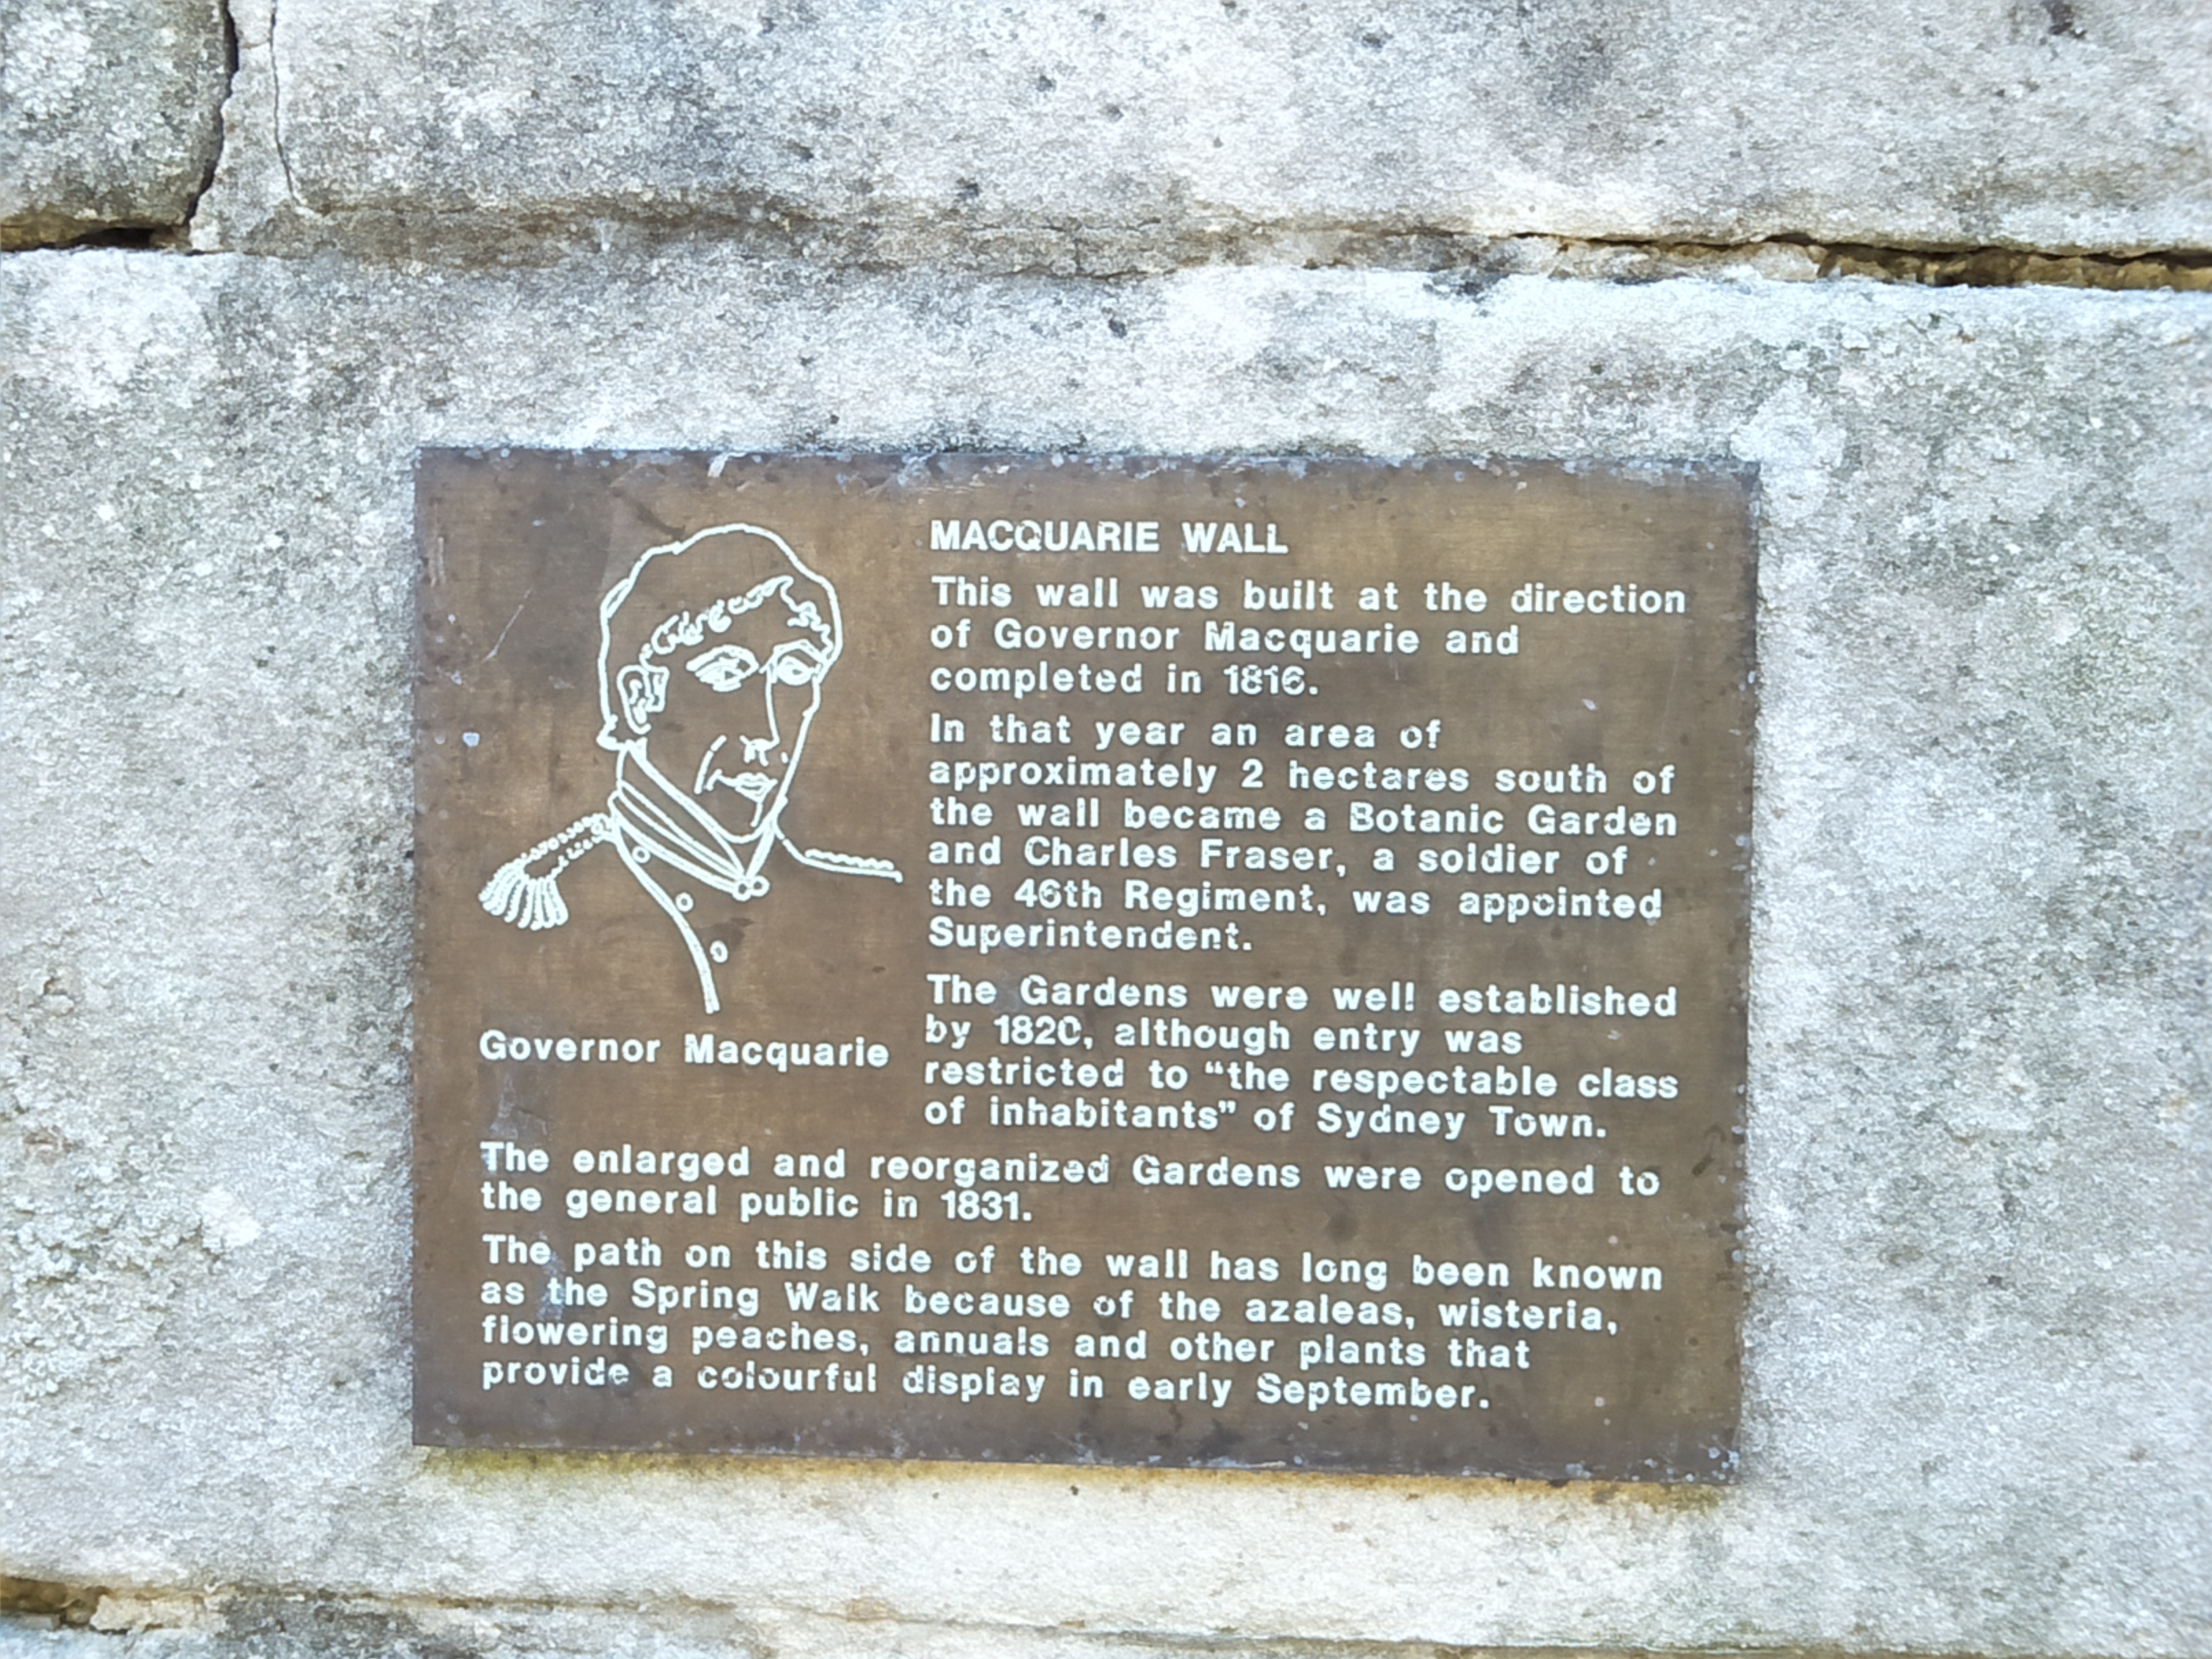 MACQUARIE WALL
This wall was built at the direction
of Governor Macquarie and
completed in 1816.
In that year an area of
approximately 2 hectares south of
the wall became a Botanic Garden
and Charles Fraser, a soldier of
the 46th Regiment, was appointed
Superintendent.
The Gardens were well established
by 1820, although entry was
restricted to “the respectable class
of inhabitants” of Sydney Town.
Governor Macquarie
The enlarged and reorganized Gardens were opened to
the general public in 1831.
The path on this side of the wall has long been known
as the Spring Walk because of the azaleas, wisteria,
flowering peaches, annuals and other plants that
provide a colourful display in early September.